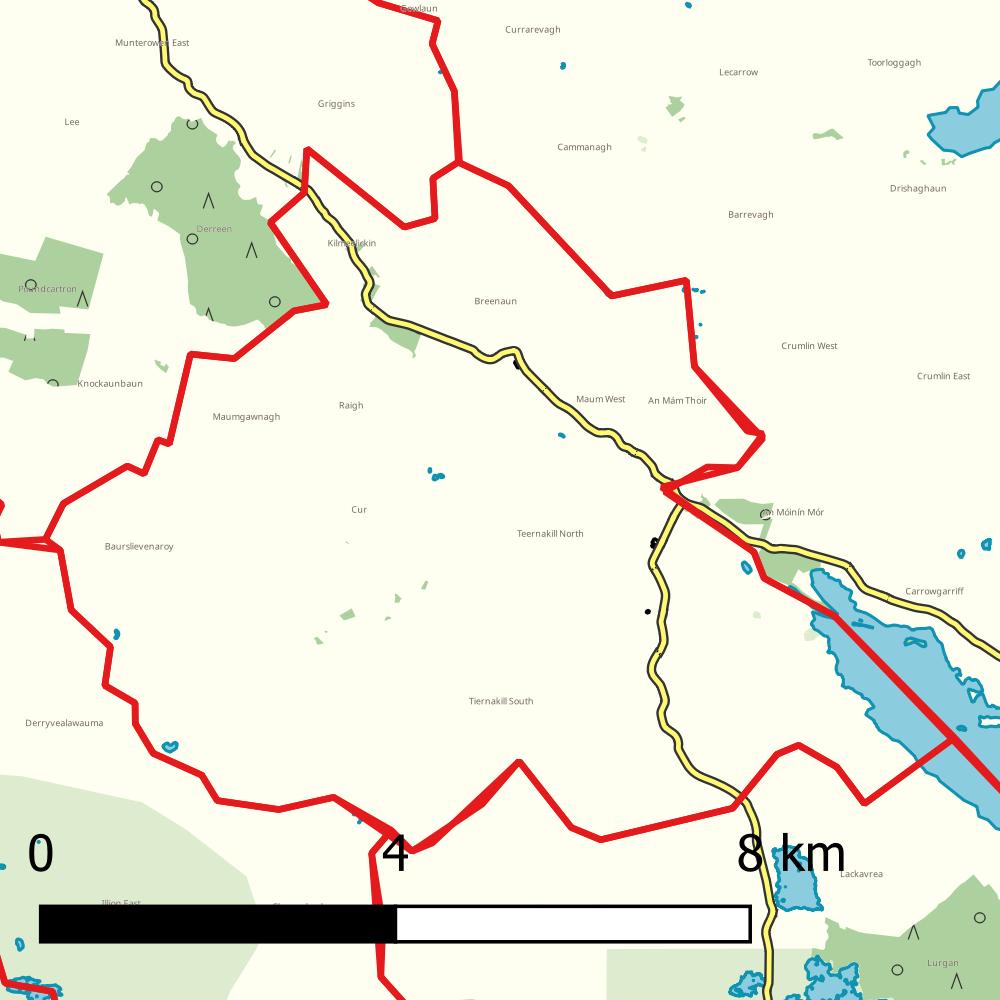 Gowlaun
Currarevagh
Munterower East
Toorloggagh
Lecarrow
Griggins
Lee
Cammanagh
Drishaghaun
Barrevagh
Derreen
Kilmeelickin
Poundcartron
Breenaun
Crumlin West
Crumlin East
Knockaunbaun
Maum West
An Mám Thoir
Raigh
Maumgawnagh
Cur
An Móinín Mór
Teernakill North
Baurslievenaroy
Carrowgarriff
Tiernakill South
Derryvealawauma
0 4 8 km
Lackavrea
Illion East
Lurgan